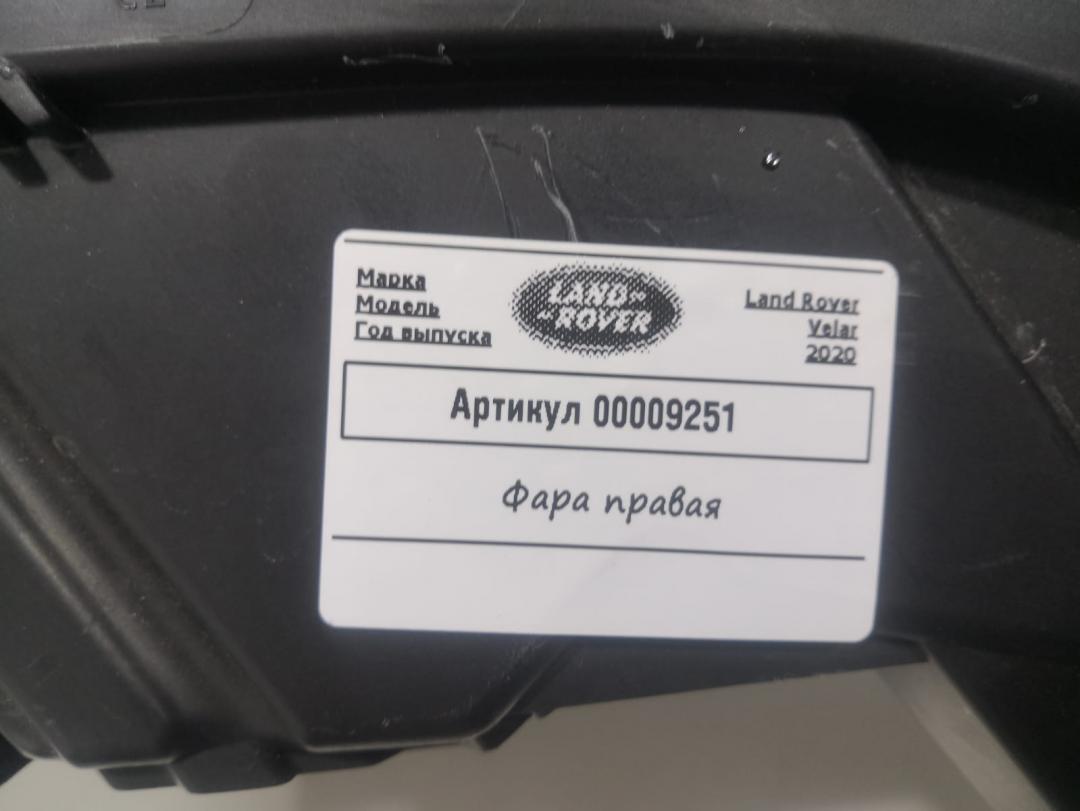 Марка
Модель
Год выпуска
LAND
ROVER
Land Rover
Velar
2020
Артикул 00009251
Фара правая